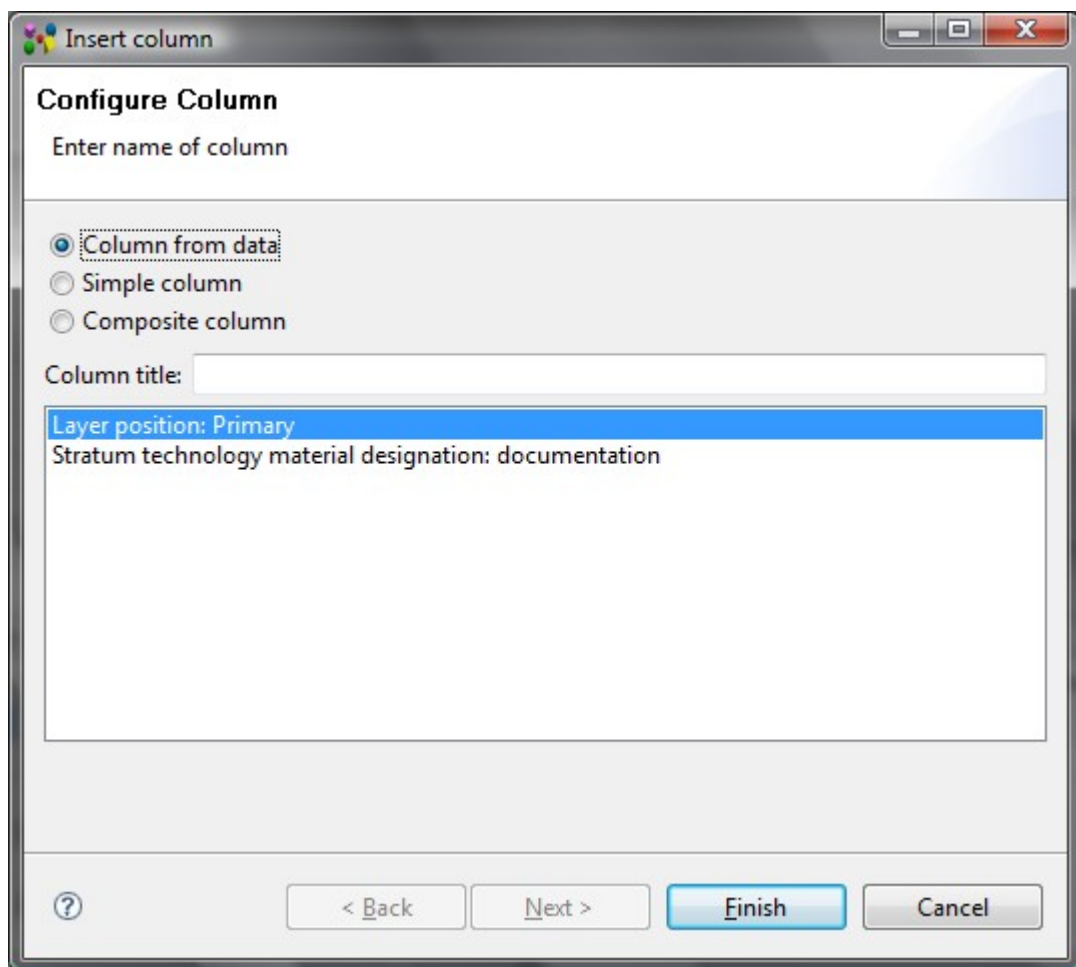 Insert column
Configure Column
Enter name of column
Column from data
Simple column
Composite column
Column title:
Layer position: Primary
Stratum technology material designation: documentation
< Back
Next >
Finish
Cancel